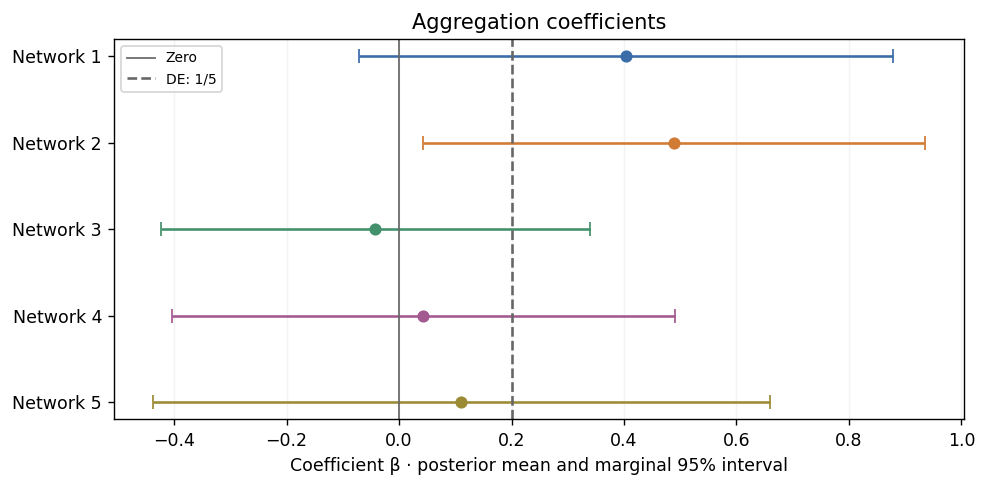 Aggregation coefficients
Zero
DE: 1/5
Network 1
Network 2
Network 3
Network 4
Network 5
−0.4 −0.2 0.0 0.2 0.4 0.6 0.8 1.0
Coefficient β · posterior mean and marginal 95% interval